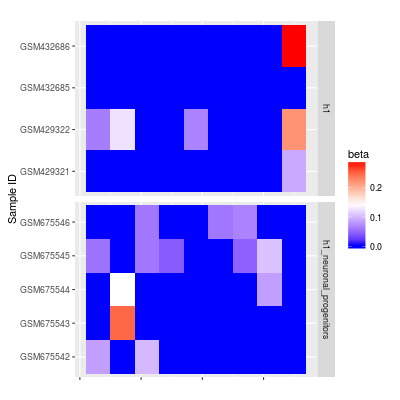 Sample ID
GSM432686
GSM432685
GSM429322
GSM429321
h1
GSM675546
GSM675545
GSM675544
GSM675543
GSM675542
h1_neuronal_progenitors
beta
0.2
0.1
0.0